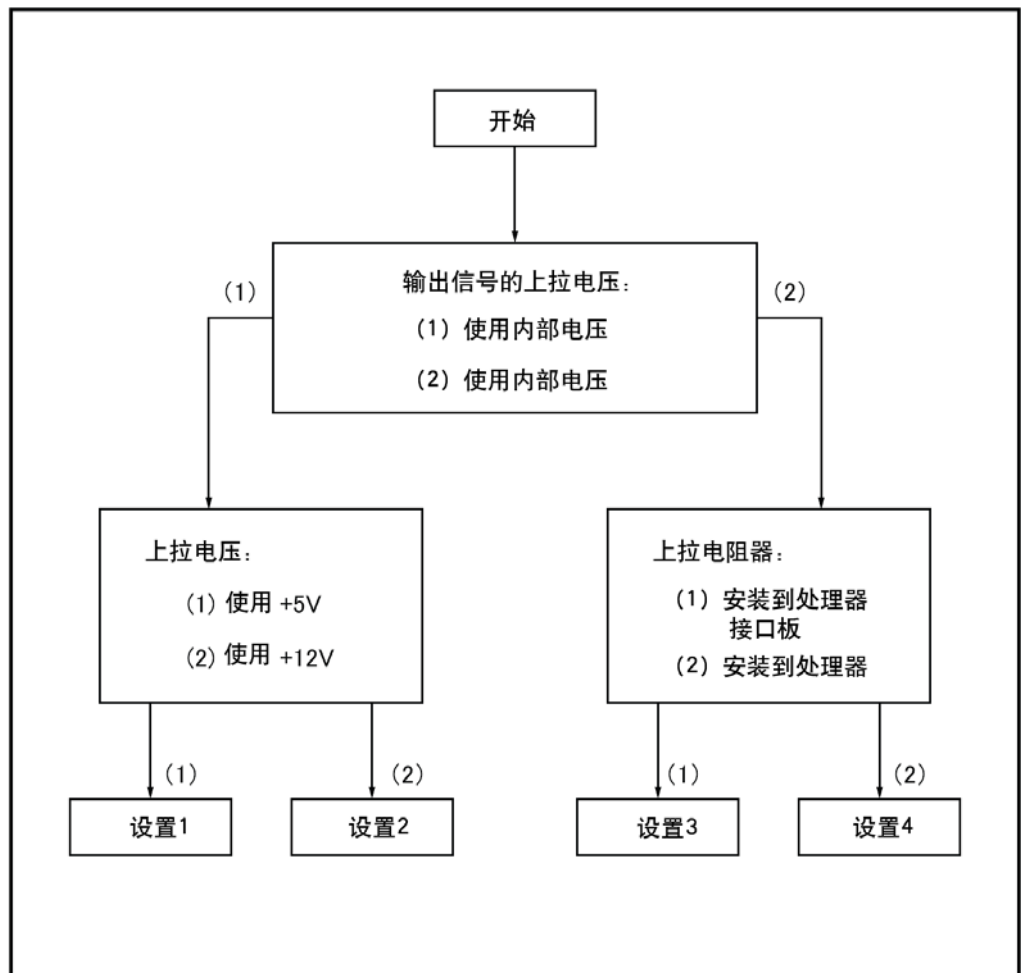 开始
输出信号的上拉电压:
(1)
(2)
(1) 使用内部电压
(2) 使用内部电压
上拉电压:
(1) 使用 +5V
(2) 使用 +12V
上拉电阻器:
(1) 安装到处理器
接口板
(2) 安装到处理器
(1)
(2)
(1)
(2)
设置1
设置2
设置3
设置4